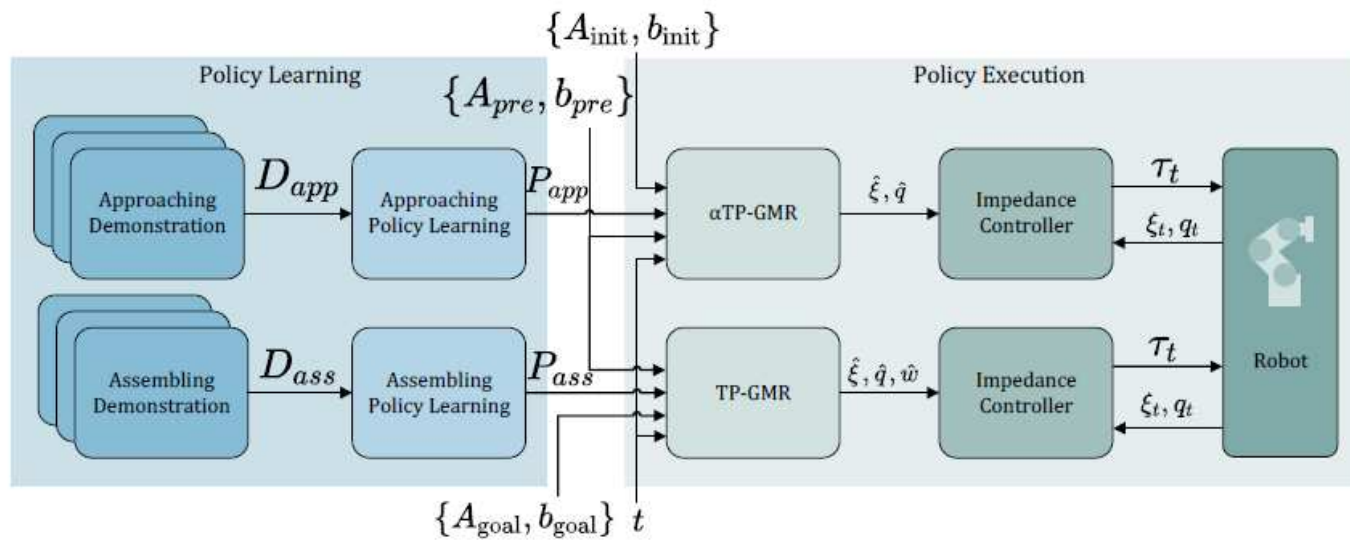 {A_init, b_init}
Policy Learning
Policy Execution
{A_pre, b_pre}
Approaching
Demonstration
D_app
Approaching
Policy Learning
P_app
αTP-GMR
ξ̂, q̂
Impedance
Controller
τ_t
ξ_t, q_t
Assembling
Demonstration
D_ass
Assembling
Policy Learning
P_ass
TP-GMR
ξ̂, q̂, ŵ
Impedance
Controller
τ_t
ξ_t, q_t
Robot
{A_goal, b_goal}
t